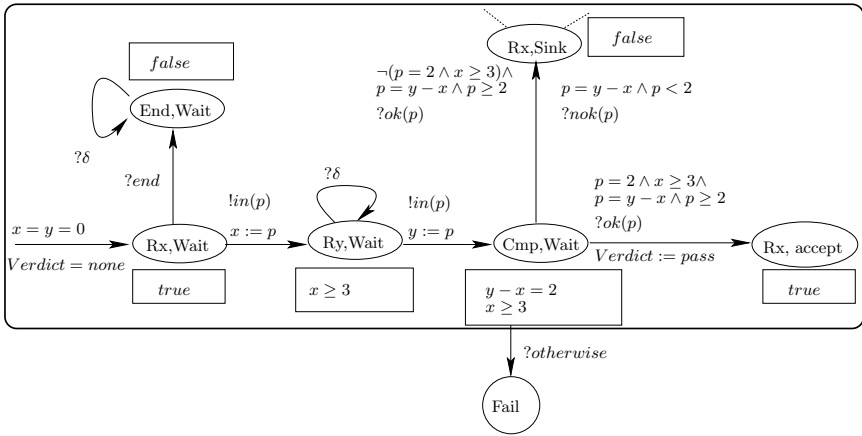 Rx,Sink
false
false
¬(p = 2 ∧ x ≥ 3)∧
p = y − x ∧ p ≥ 2
?ok(p)
p = y − x ∧ p < 2
?nok(p)
End,Wait
?δ
?end
!in(p)
x := p
?δ
!in(p)
y := p
p = 2 ∧ x ≥ 3∧
p = y − x ∧ p ≥ 2
?ok(p)
Verdict := pass
x = y = 0
Verdict = none
Rx,Wait
Ry,Wait
Cmp,Wait
Rx, accept
true
x ≥ 3
y − x = 2
x ≥ 3
true
?otherwise
Fail